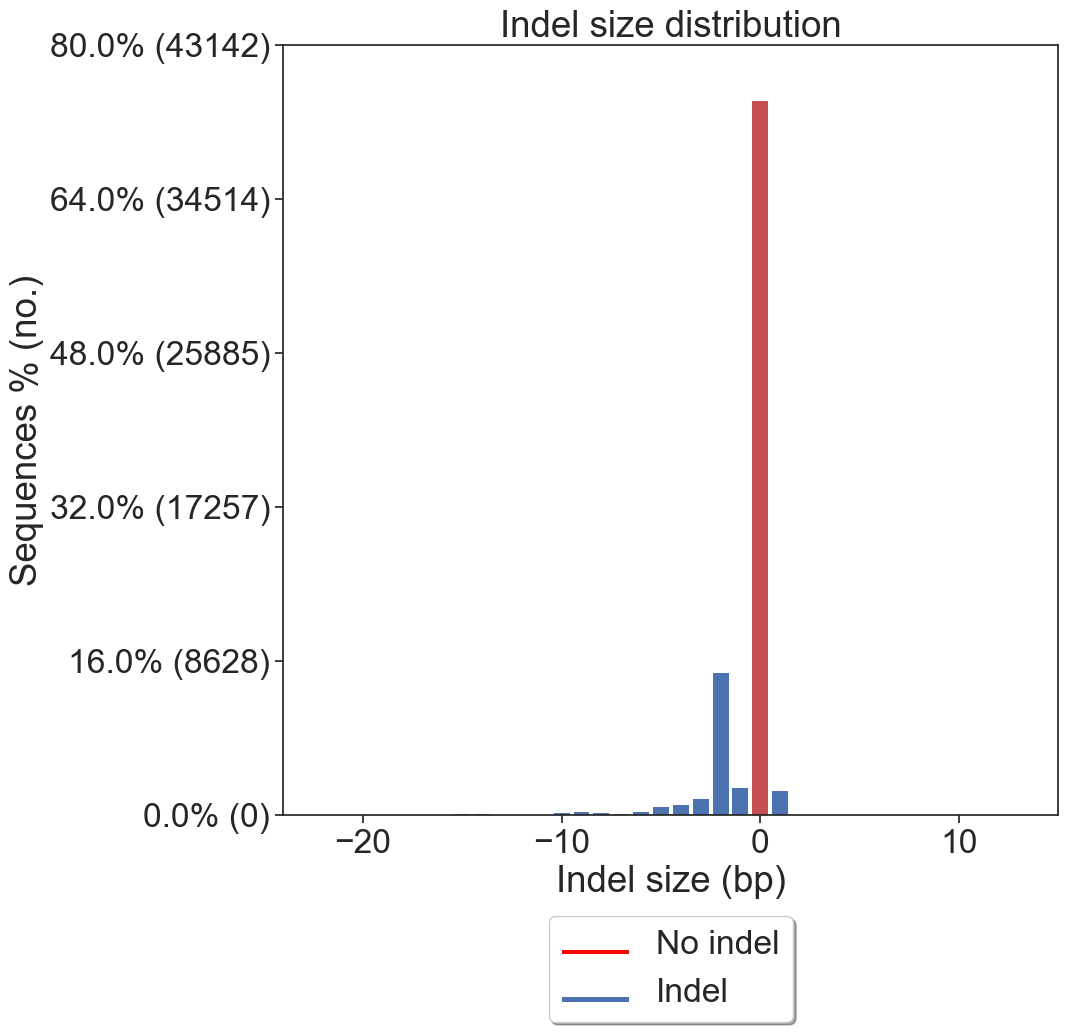 Indel size distribution
80.0% (43142)
64.0% (34514)
48.0% (25885)
32.0% (17257)
16.0% (8628)
0.0% (0)
Sequences % (no.)
−20 −10 0 10
Indel size (bp)
No indel
Indel